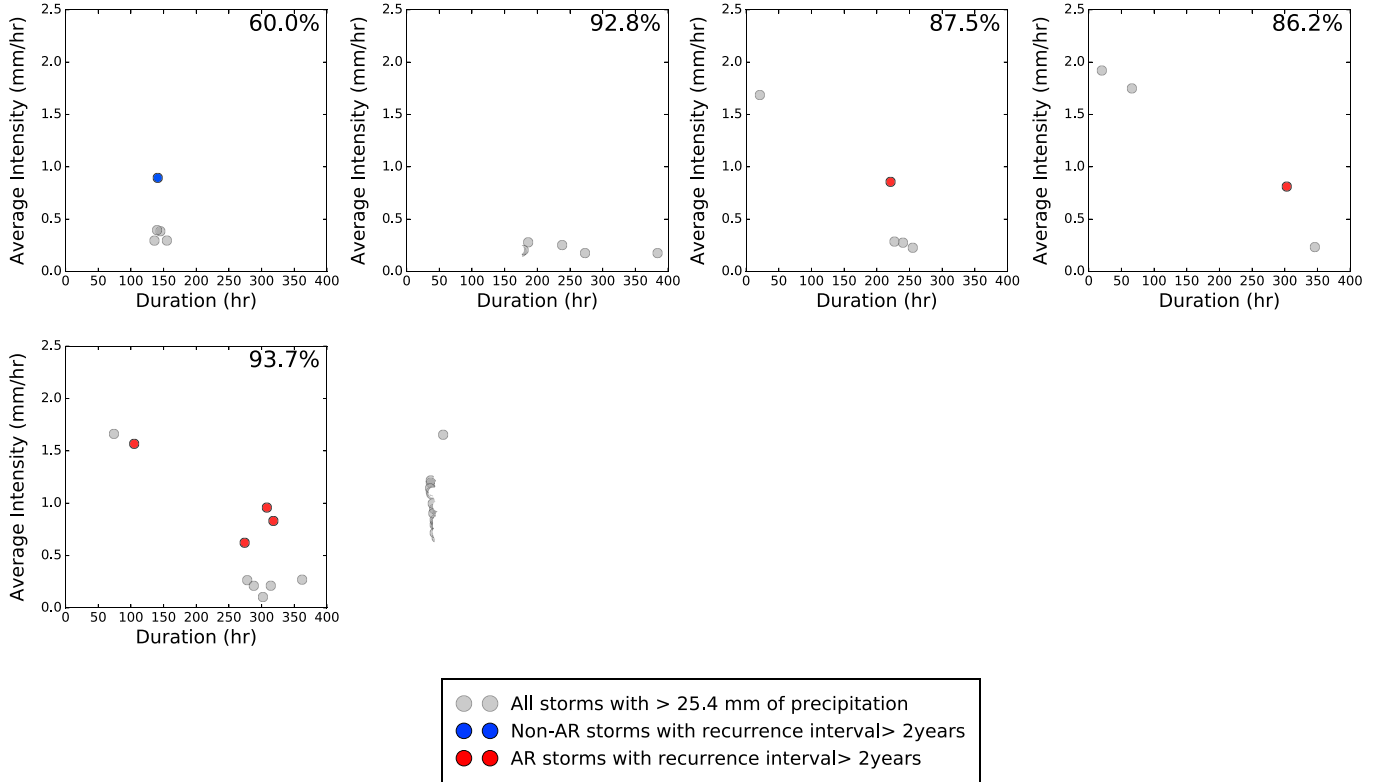 60.0%
2.5
2.0
1.5
1.0
0.5
0.0
Average Intensity (mm/hr)
0 50 100 150 200 250 300 350 400
Duration (hr)
92.8%
2.5
2.0
1.5
1.0
0.5
0.0
Average Intensity (mm/hr)
0 50 100 150 200 250 300 350 400
Duration (hr)
87.5%
2.5
2.0
1.5
1.0
0.5
0.0
Average Intensity (mm/hr)
0 50 100 150 200 250 300 350 400
Duration (hr)
86.2%
2.5
2.0
1.5
1.0
0.5
0.0
Average Intensity (mm/hr)
0 50 100 150 200 250 300 350 400
Duration (hr)
93.7%
2.5
2.0
1.5
1.0
0.5
0.0
Average Intensity (mm/hr)
0 50 100 150 200 250 300 350 400
Duration (hr)
All storms with > 25.4 mm of precipitation
Non-AR storms with recurrence interval> 2years
AR storms with recurrence interval> 2years